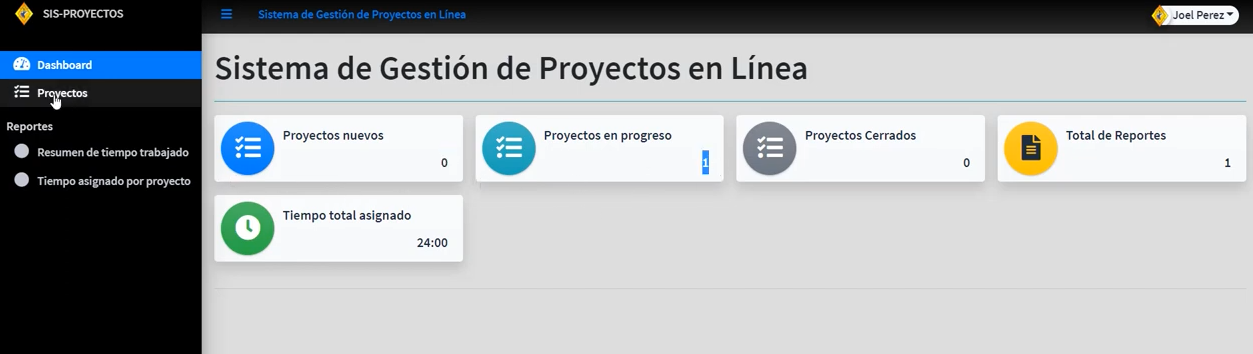 SIS-PROYECTOS
Sistema de Gestión de Proyectos en Línea
Joel Perez
Dashboard
Proyectos
Reportes
Resumen de tiempo trabajado
Tiempo asignado por proyecto
Sistema de Gestión de Proyectos en Línea
Proyectos nuevos
0
Proyectos en progreso
1
Proyectos Cerrados
0
Total de Reportes
1
Tiempo total asignado
24:00